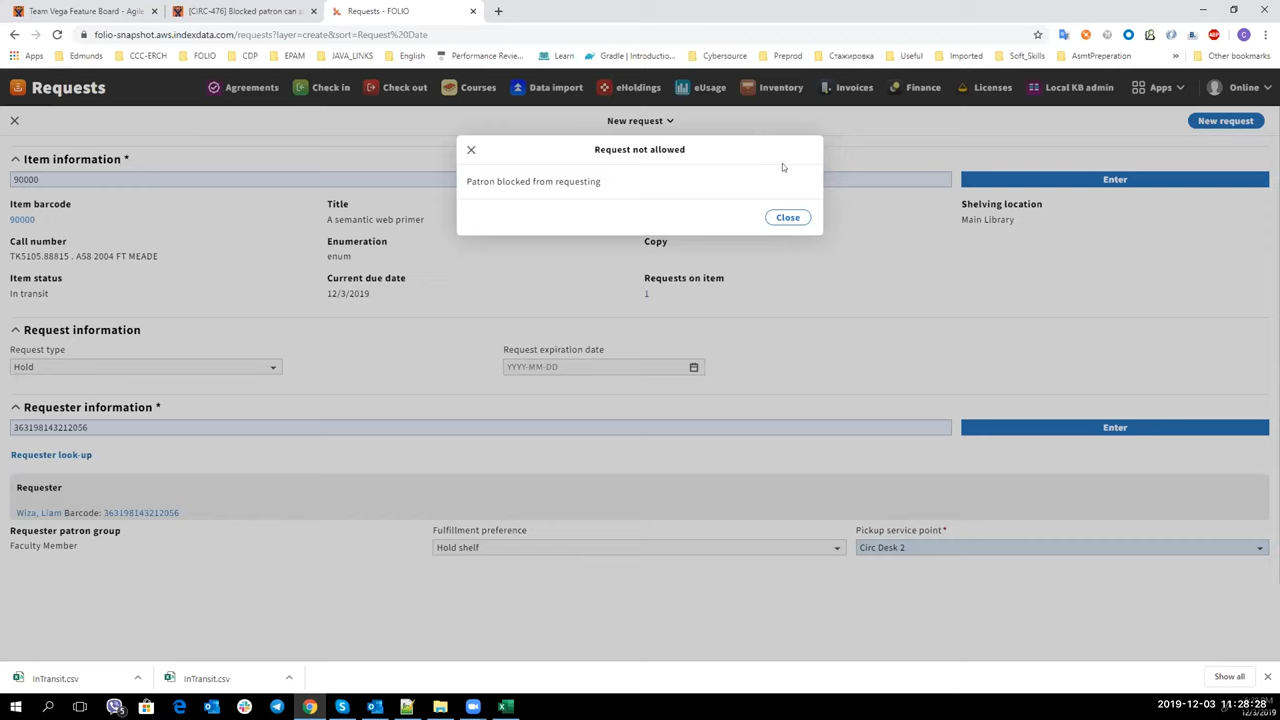 Team Vega Feature Board - Agile
[CIRC-476] Blocked patron can s
Requests - FOLIO
folio-snapshot.aws.indexdata.com/requests?layer=create&sort=Request%20Date
Apps Edmunds CCC-ERCH FOLIO CDP EPAM JAVA_LINKS English Performance Revie... Learn Gradle | Introductio... Cybersource Preprod Стажировка Useful Imported Soft_Skills AsmtPreperation » Other bookmarks
Requests Agreements Check in Check out Courses Data import eHoldings eUsage Inventory Invoices Finance Licenses Local KB admin Apps Online
New request
New request
Request not allowed
Patron blocked from requesting
Close
Item information *
90000
Enter
Item barcode
90000
Title
A semantic web primer
Shelving location
Main Library
Call number
TK5105.88815 . A58 2004 FT MEADE
Enumeration
enum
Copy
Item status
In transit
Current due date
12/3/2019
Requests on item
1
Request information
Request type
Hold
Request expiration date
YYYY-MM-DD
Requester information *
363198143212056
Enter
Requester look-up
Requester
Wiza, Liam Barcode: 363198143212056
Requester patron group
Faculty Member
Fulfillment preference
Hold shelf
Pickup service point*
Circ Desk 2
InTransit.csv
InTransit.csv
Show all
2019-12-03 11:28:28
12/3/2019